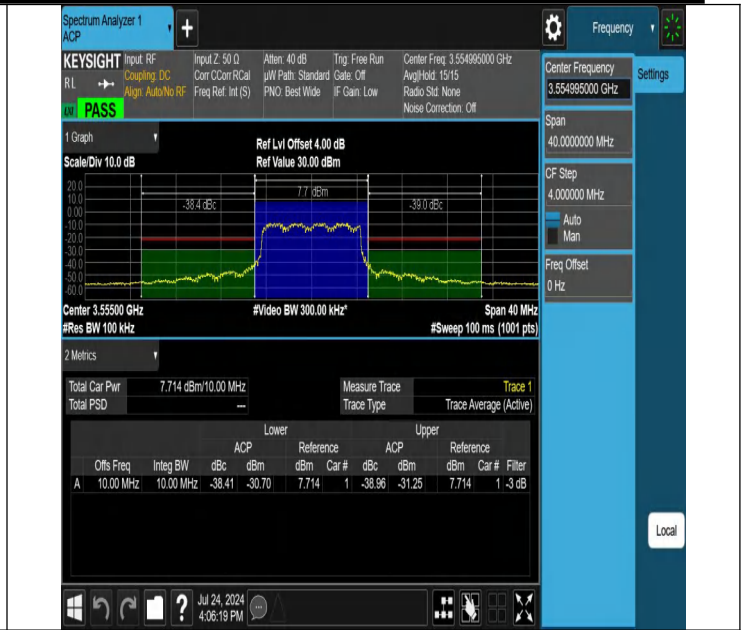 Spectrum Analyzer 1
ACP
Frequency
KEYSIGHT
RL
PASS
Input: RF
Coupling: DC
Align: Auto/No RF
Input Z: 50 Ω
Corr CCorr RCal
Freq Ref: Int (S)
Atten: 40 dB
µW Path: Standard
PNO: Best Wide
Trig: Free Run
Gate: Off
IF Gain: Low
Center Freq: 3.554995000 GHz
Avg|Hold: 15/15
Radio Std: None
Noise Correction: Off
Center Frequency
3.554995000 GHz
Settings
Span
40.0000000 MHz
CF Step
4.000000 MHz
Auto
Man
Freq Offset
0 Hz
1 Graph
Scale/Div 10.0 dB
Ref Lvl Offset 4.00 dB
Ref Value 30.00 dBm
20.0
10.0
0.00
-10.0
-20.0
-30.0
-40.0
-50.0
-60.0
-38.4 dBc
7.7 dBm
-39.0 dBc
Center 3.55500 GHz
#Video BW 300.00 kHz*
Span 40 MHz
#Res BW 100 kHz
#Sweep 100 ms (1001 pts)
2 Metrics
Total Car Pwr 7.714 dBm/10.00 MHz
Total PSD ---
Measure Trace Trace 1
Trace Type Trace Average (Active)
Lower Upper
ACP Reference ACP Reference
Offs Freq Integ BW dBc dBm dBm Car # dBc dBm dBm Car # Filter
A 10.00 MHz 10.00 MHz -38.41 -30.70 7.714 1 -38.96 -31.25 7.714 1 -3 dB
Local
?
Jul 24, 2024
4:06:19 PM